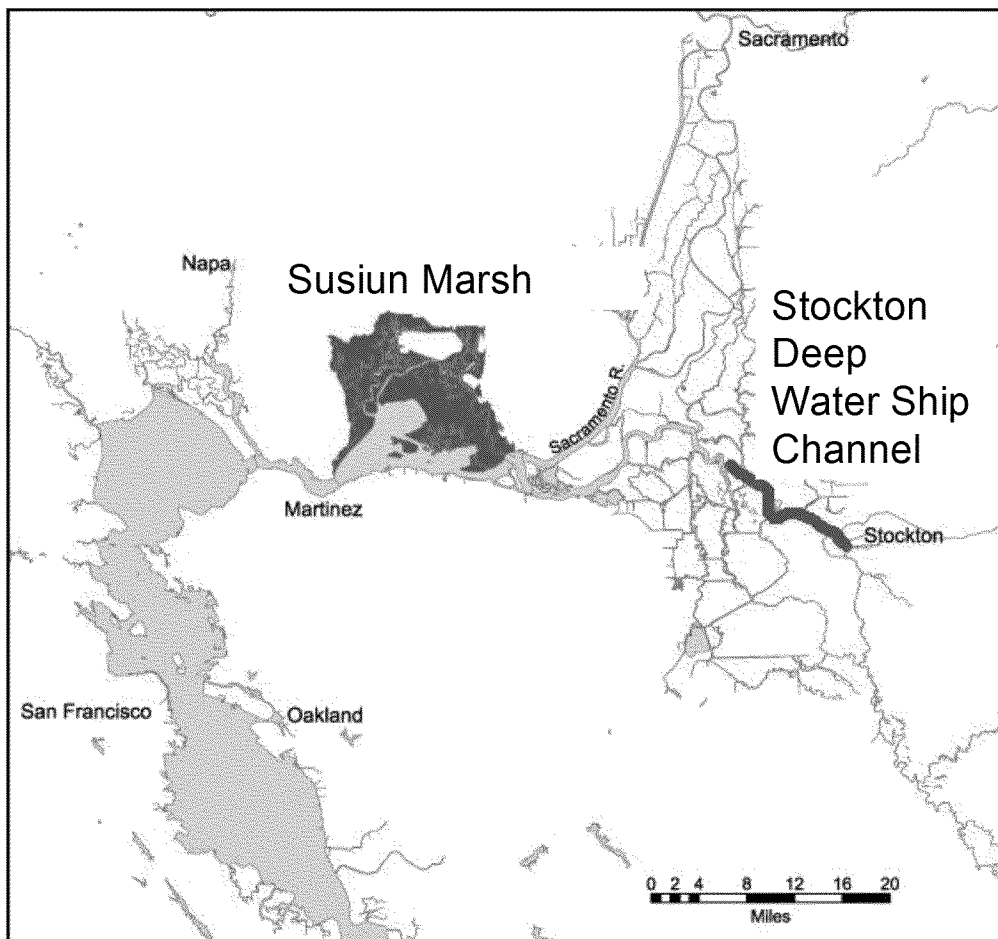 Sacramento
Napa
Susiun Marsh
Stockton
Deep
Water Ship
Channel
Sacramento R.
Martinez
Stockton
San Francisco
Oakland
0 2 4 8 12 16 20
Miles